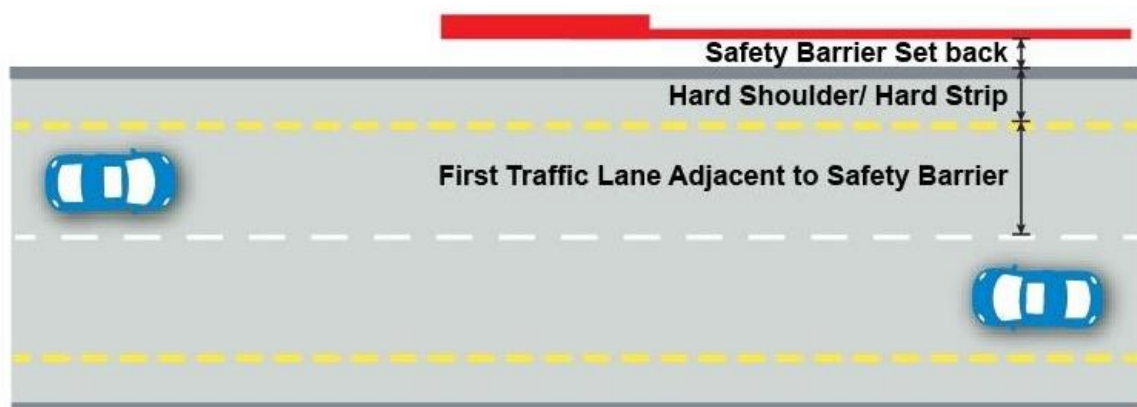 Safety Barrier Set back
Hard Shoulder/ Hard Strip
First Traffic Lane Adjacent to Safety Barrier